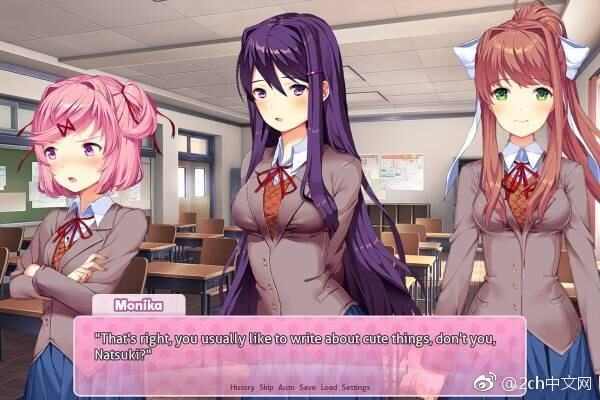 Monika
"That's right, you usually like to write about cute things, don't you,
Natsuki?"
History Skip Auto Save Load Settings
@2ch中文网